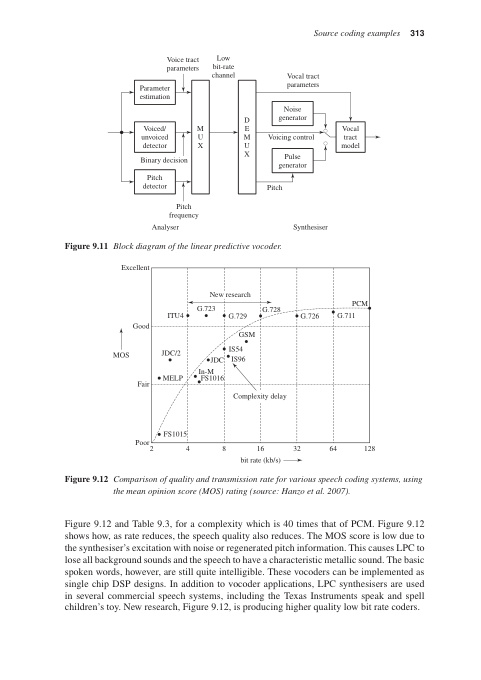 Source coding examples 313
Voice tract
parameters
Low
bit-rate
channel
Vocal tract
parameters
Parameter
estimation
Noise
generator
Voiced/
unvoiced
detector
M
U
X
D
E
M
U
X
Voicing control
Vocal
tract
model
Binary decision
Pulse
generator
Pitch
detector
Pitch
Pitch
frequency
Analyser
Synthesiser
Figure 9.11 Block diagram of the linear predictive vocoder.
Excellent
New research
PCM
G.723
G.728
ITU4
G.729
G.726
G.711
Good
GSM
MOS
JDC/2
IS54
JDC
IS96
In-M
MELP
FS1016
Fair
Complexity delay
FS1015
Poor
2 4 8 16 32 64 128
bit rate (kb/s)
Figure 9.12 Comparison of quality and transmission rate for various speech coding systems, using
the mean opinion score (MOS) rating (source: Hanzo et al. 2007).
Figure 9.12 and Table 9.3, for a complexity which is 40 times that of PCM. Figure 9.12
shows how, as rate reduces, the speech quality also reduces. The MOS score is low due to
the synthesiser's excitation with noise or regenerated pitch information. This causes LPC to
lose all background sounds and the speech to have a characteristic metallic sound. The basic
spoken words, however, are still quite intelligible. These vocoders can be implemented as
single chip DSP designs. In addition to vocoder applications, LPC synthesisers are used
in several commercial speech systems, including the Texas Instruments speak and spell
children's toy. New research, Figure 9.12, is producing higher quality low bit rate coders.